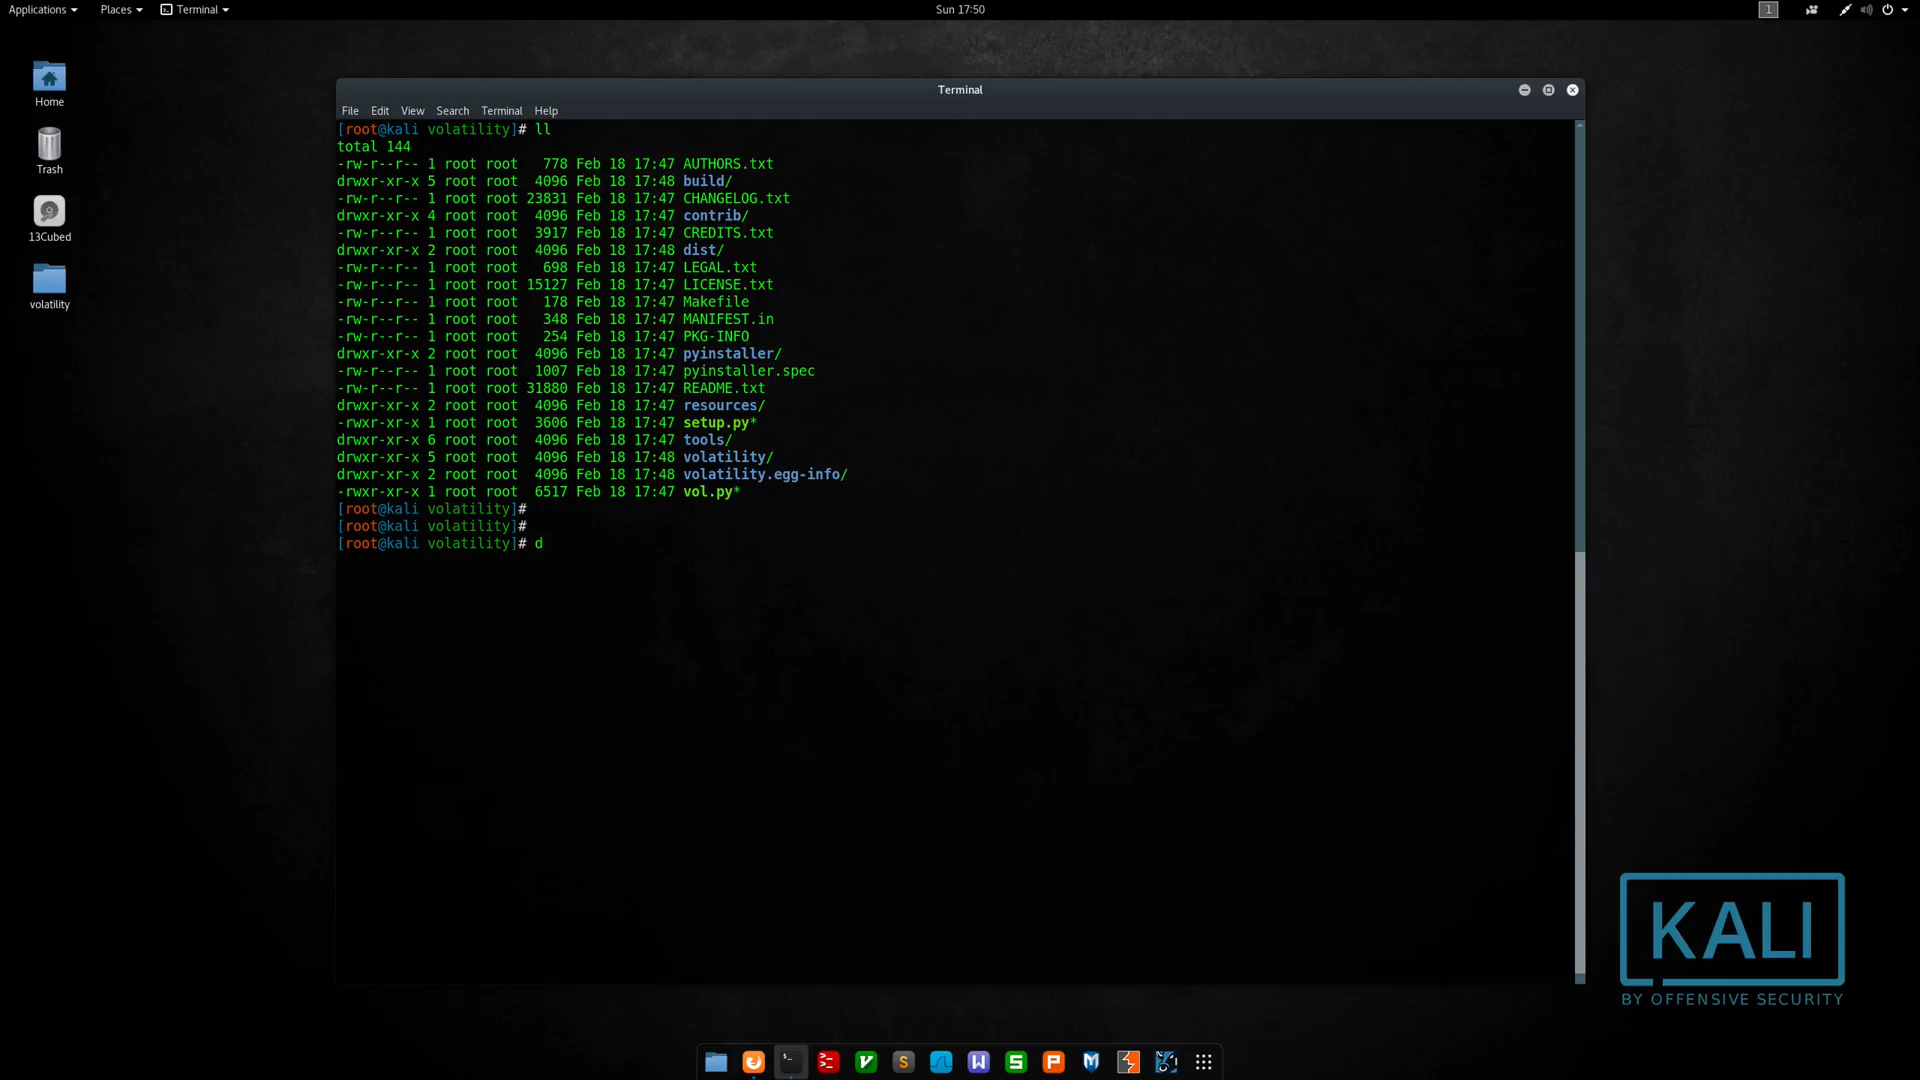 Applications Places Terminal Sun 17:50 1
Home
Trash
13Cubed
volatility
Terminal
File Edit View Search Terminal Help
[root@kali volatility]# ll
total 144
-rw-r--r-- 1 root root   778 Feb 18 17:47 AUTHORS.txt
drwxr-xr-x 5 root root  4096 Feb 18 17:48 build/
-rw-r--r-- 1 root root 23831 Feb 18 17:47 CHANGELOG.txt
drwxr-xr-x 4 root root  4096 Feb 18 17:47 contrib/
-rw-r--r-- 1 root root  3917 Feb 18 17:47 CREDITS.txt
drwxr-xr-x 2 root root  4096 Feb 18 17:48 dist/
-rw-r--r-- 1 root root   698 Feb 18 17:47 LEGAL.txt
-rw-r--r-- 1 root root 15127 Feb 18 17:47 LICENSE.txt
-rw-r--r-- 1 root root   178 Feb 18 17:47 Makefile
-rw-r--r-- 1 root root   348 Feb 18 17:47 MANIFEST.in
-rw-r--r-- 1 root root   254 Feb 18 17:47 PKG-INFO
drwxr-xr-x 2 root root  4096 Feb 18 17:47 pyinstaller/
-rw-r--r-- 1 root root  1007 Feb 18 17:47 pyinstaller.spec
-rw-r--r-- 1 root root 31880 Feb 18 17:47 README.txt
drwxr-xr-x 2 root root  4096 Feb 18 17:47 resources/
-rwxr-xr-x 1 root root  3606 Feb 18 17:47 setup.py*
drwxr-xr-x 6 root root  4096 Feb 18 17:47 tools/
drwxr-xr-x 5 root root  4096 Feb 18 17:48 volatility/
drwxr-xr-x 2 root root  4096 Feb 18 17:48 volatility.egg-info/
-rwxr-xr-x 1 root root  6517 Feb 18 17:47 vol.py*
[root@kali volatility]#
[root@kali volatility]#
[root@kali volatility]# d
KALI
BY OFFENSIVE SECURITY